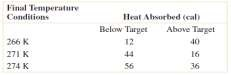 Final Temperature
Conditions Heat Absorbed (cal)
Below Target Above Target
266 K 12 40
271 K 44 16
274 K 56 36